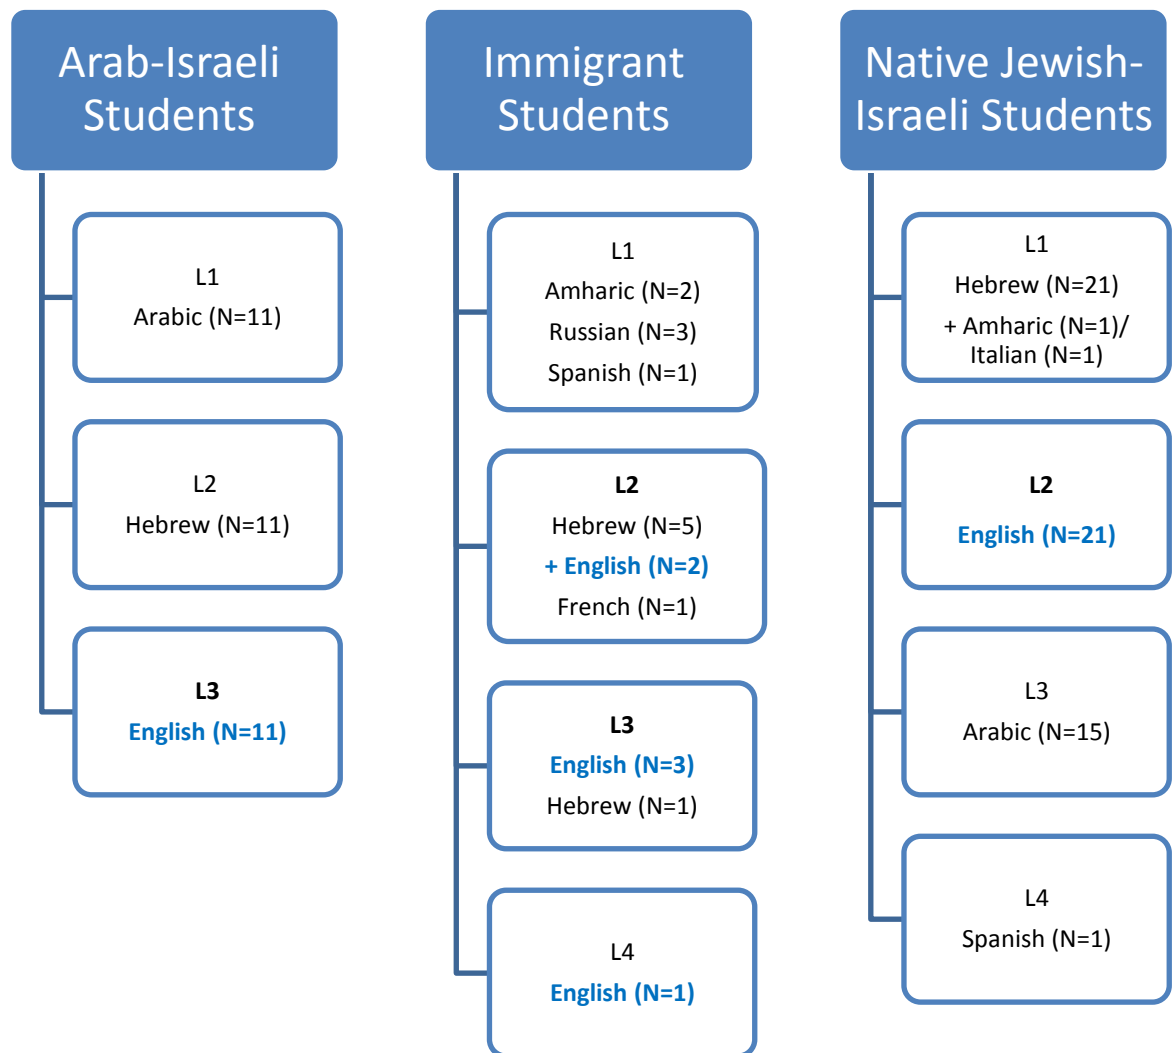 Arab-Israeli
Students
L1
Arabic (N=11)
L2
Hebrew (N=11)
L3
English (N=11)
Immigrant
Students
L1
Amharic (N=2)
Russian (N=3)
Spanish (N=1)
L2
Hebrew (N=5)
+ English (N=2)
French (N=1)
L3
English (N=3)
Hebrew (N=1)
L4
English (N=1)
Native Jewish-
Israeli Students
L1
Hebrew (N=21)
+ Amharic (N=1)/
Italian (N=1)
L2
English (N=21)
L3
Arabic (N=15)
L4
Spanish (N=1)